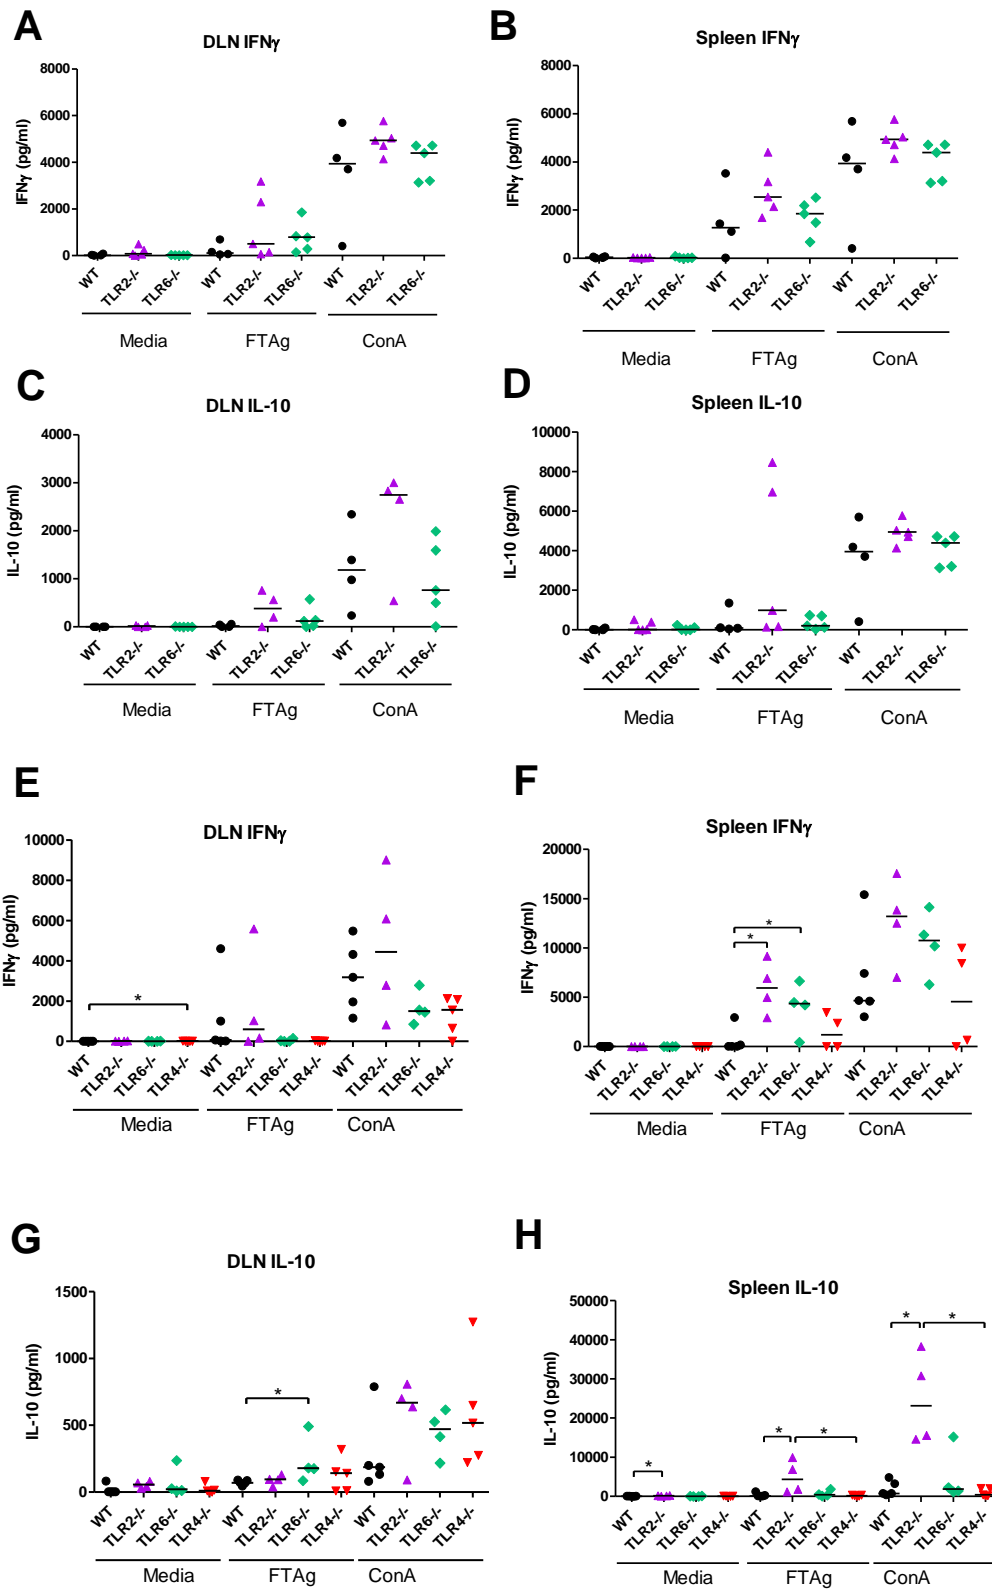 A
DLN IFNγ
IFNγ (pg/ml)
8000
6000
4000
2000
0
WT
TLR2-/-
TLR6-/-
WT
TLR2-/-
TLR6-/-
WT
TLR2-/-
TLR6-/-
Media
FTAg
ConA
B
Spleen IFNγ
IFNγ (pg/ml)
8000
6000
4000
2000
0
WT
TLR2-/-
TLR6-/-
WT
TLR2-/-
TLR6-/-
WT
TLR2-/-
TLR6-/-
Media
FTAg
ConA
C
DLN IL-10
IL-10 (pg/ml)
4000
3000
2000
1000
0
WT
TLR2-/-
TLR6-/-
WT
TLR2-/-
TLR6-/-
WT
TLR2-/-
TLR6-/-
Media
FTAg
ConA
D
Spleen IL-10
IL-10 (pg/ml)
10000
8000
6000
4000
2000
0
WT
TLR2-/-
TLR6-/-
WT
TLR2-/-
TLR6-/-
WT
TLR2-/-
TLR6-/-
Media
FTAg
ConA
E
DLN IFNγ
IFNγ (pg/ml)
10000
8000
6000
4000
2000
0
*
WT
TLR2-/-
TLR6-/-
TLR4-/-
WT
TLR2-/-
TLR6-/-
TLR4-/-
WT
TLR2-/-
TLR6-/-
TLR4-/-
Media
FTAg
ConA
F
Spleen IFNγ
IFNγ (pg/ml)
20000
15000
10000
5000
0
*
*
WT
TLR2-/-
TLR6-/-
TLR4-/-
WT
TLR2-/-
TLR6-/-
TLR4-/-
WT
TLR2-/-
TLR6-/-
TLR4-/-
Media
FTAg
ConA
G
DLN IL-10
IL-10 (pg/ml)
1500
1000
500
0
*
WT
TLR2-/-
TLR6-/-
TLR4-/-
WT
TLR2-/-
TLR6-/-
TLR4-/-
WT
TLR2-/-
TLR6-/-
TLR4-/-
Media
FTAg
ConA
H
Spleen IL-10
IL-10 (pg/ml)
50000
40000
30000
20000
10000
0
*
*
*
*
*
WT
TLR2-/-
TLR6-/-
TLR4-/-
WT
TLR2-/-
TLR6-/-
TLR4-/-
WT
TLR2-/-
TLR6-/-
TLR4-/-
Media
FTAg
ConA